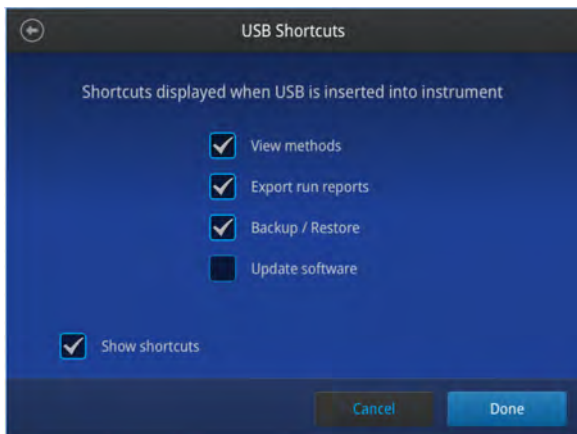 USB Shortcuts
Shortcuts displayed when USB is inserted into instrument
View methods
Export run reports
Backup / Restore
Update software
Show shortcuts
Cancel
Done